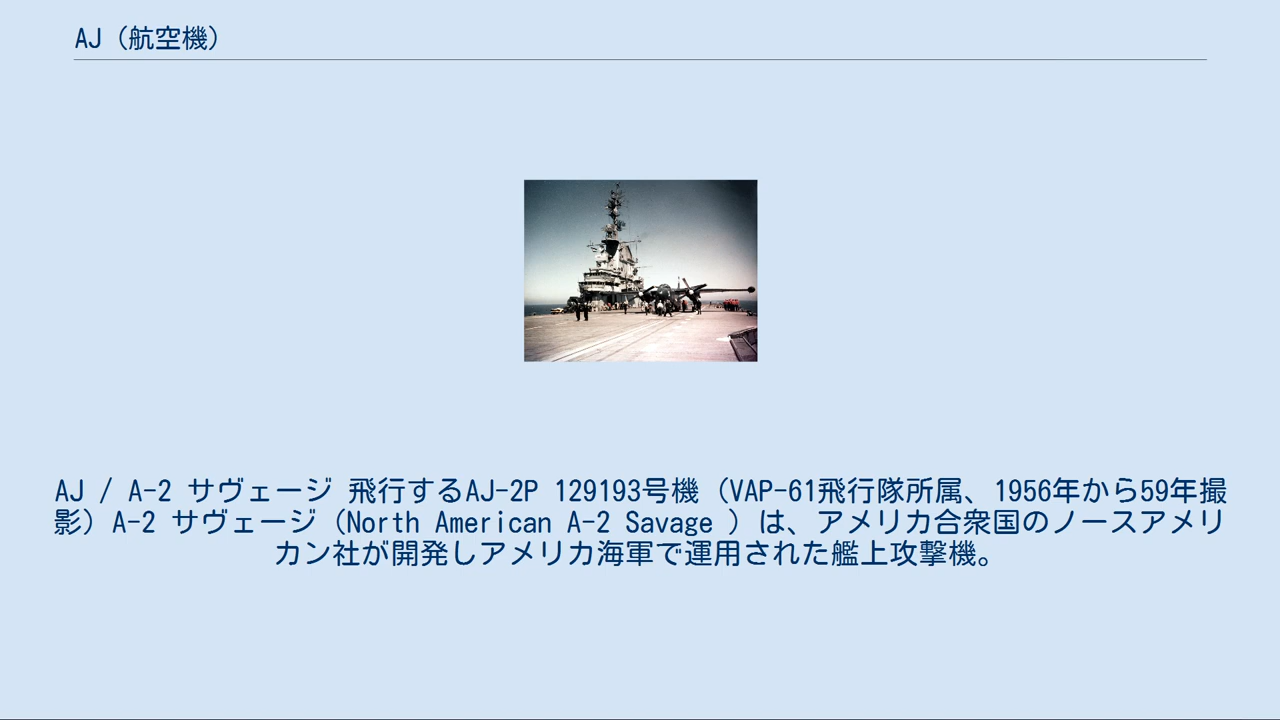 AJ（航空機）
AJ / A-2 サヴェージ 飛行するAJ-2P 129193号機（VAP-61飛行隊所属、1956年から59年撮
影）A-2 サヴェージ（North American A-2 Savage ）は、アメリカ合衆国のノースアメリ
カン社が開発しアメリカ海軍で運用された艦上攻撃機。